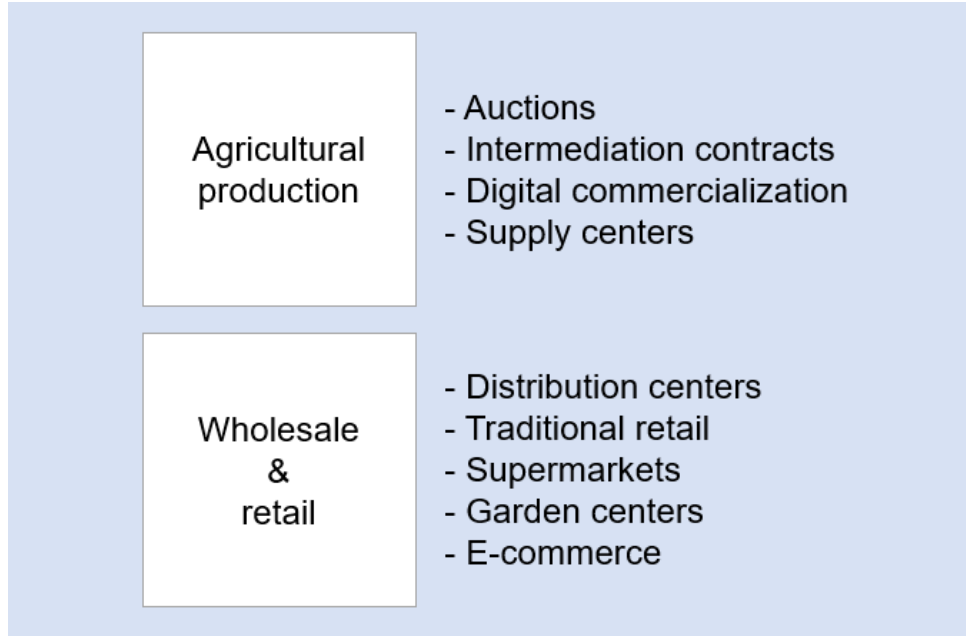 Agricultural
production
- Auctions
- Intermediation contracts
- Digital commercialization
- Supply centers
Wholesale
&
retail
- Distribution centers
- Traditional retail
- Supermarkets
- Garden centers
- E-commerce